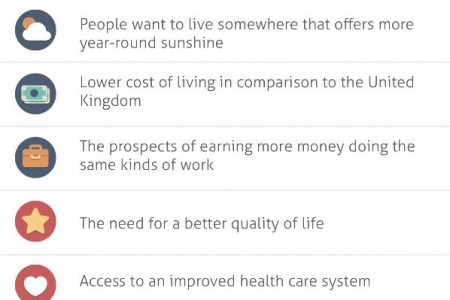 People want to live somewhere that offers more
year-round sunshine
Lower cost of living in comparison to the United
Kingdom
The prospects of earning more money doing the
same kinds of work
The need for a better quality of life
Access to an improved health care system